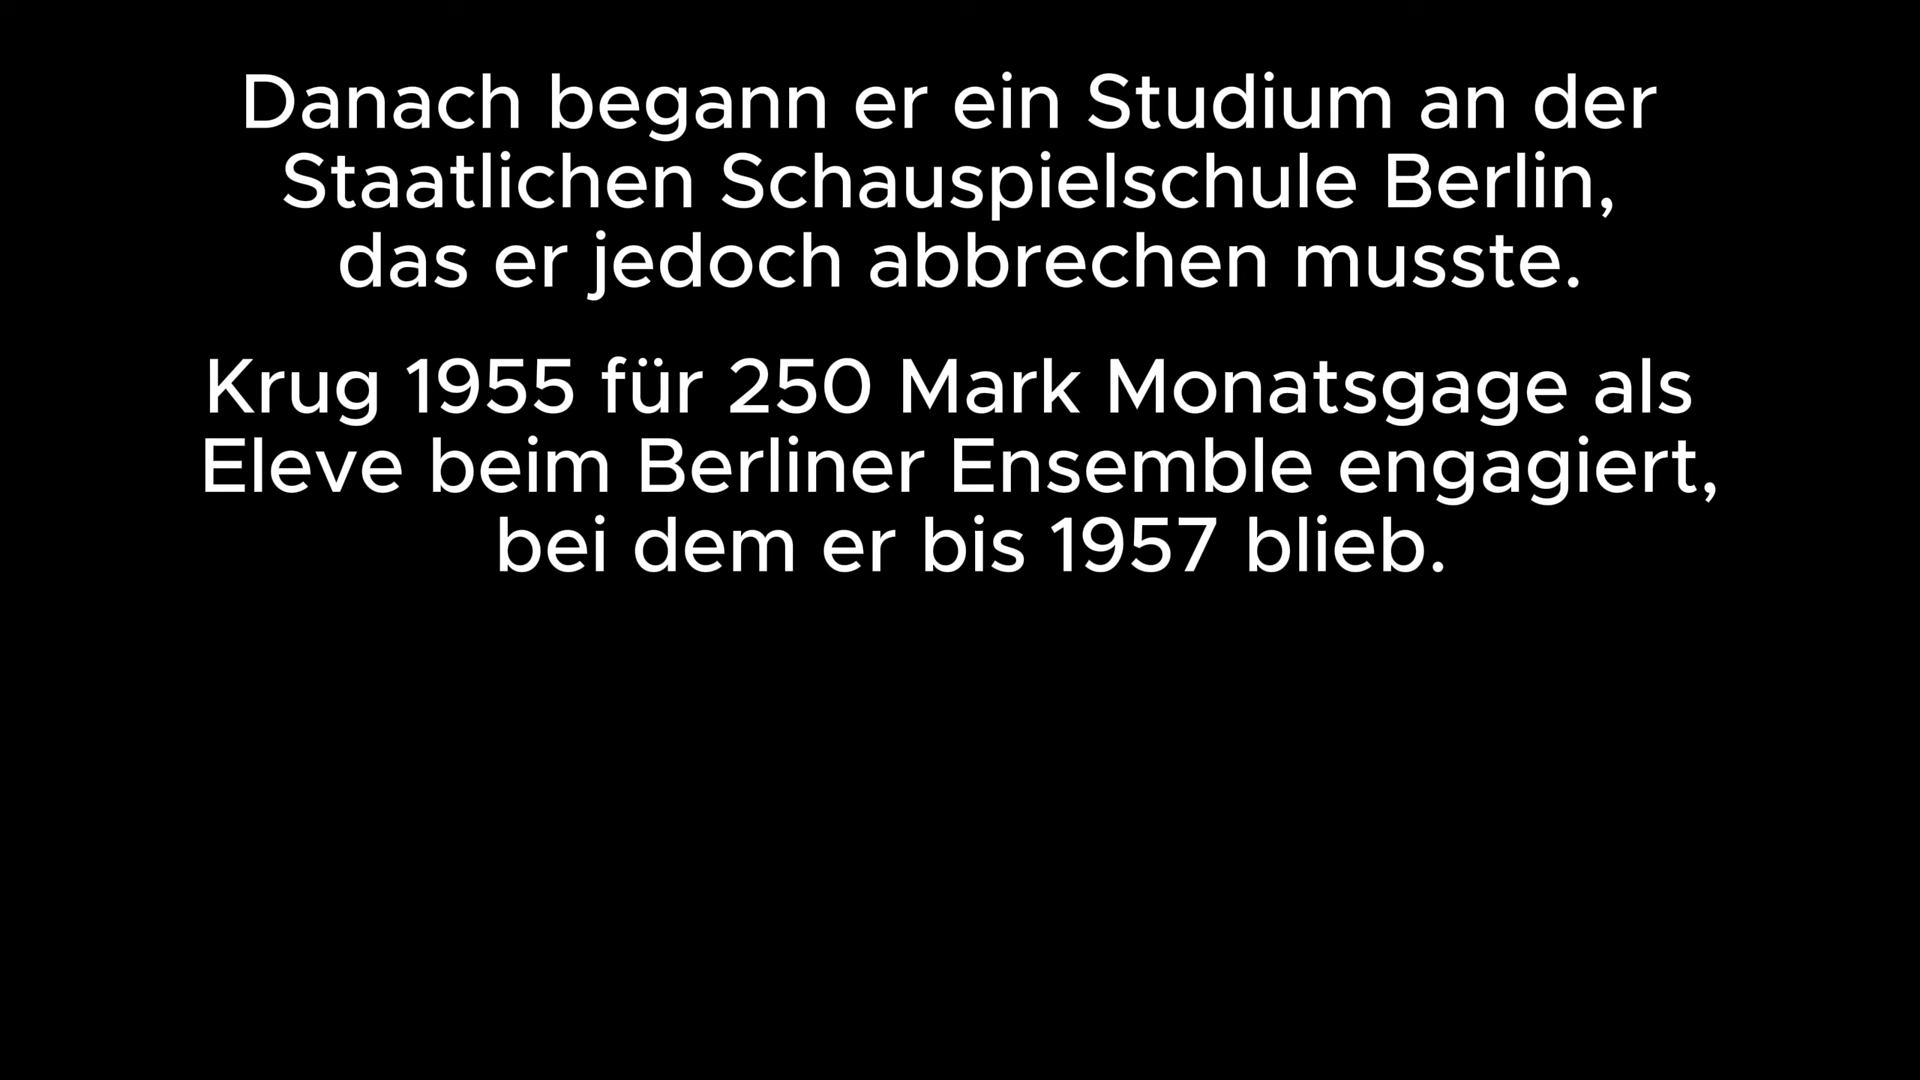 Danach begann er ein Studium an der
Staatlichen Schauspielschule Berlin,
das er jedoch abbrechen musste.
Krug 1955 für 250 Mark Monatsgage als
Eleve beim Berliner Ensemble engagiert,
bei dem er bis 1957 blieb.